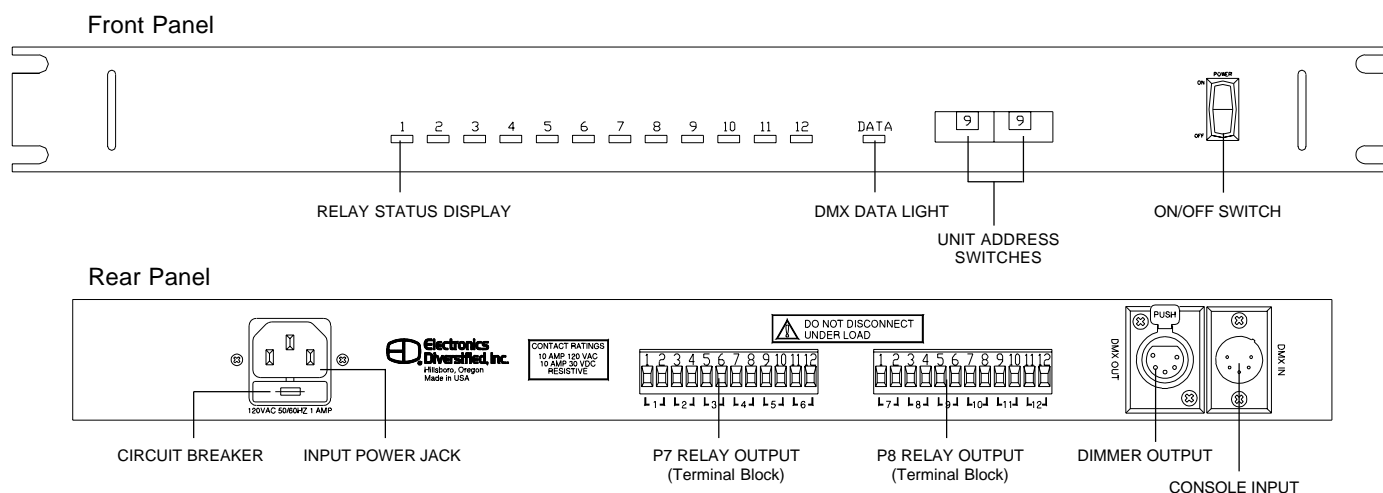 Front Panel
POWER
ON
OFF
1 2 3 4 5 6 7 8 9 10 11 12 DATA
9 9
RELAY STATUS DISPLAY
DMX DATA LIGHT
UNIT ADDRESS
SWITCHES
ON/OFF SWITCH
Rear Panel
120VAC 50/60HZ 1 AMP
Electronics
Diversified, Inc.
Hillsboro, Oregon
Made in USA
CONTACT RATINGS
10 AMP 120 VAC
10 AMP 30 VDC
RESISTIVE
DO NOT DISCONNECT
UNDER LOAD
1 2 3 4 5 6 7 8 9 10 11 12
1 2 3 4 5 6
1 2 3 4 5 6 7 8 9 10 11 12
7 8 9 10 11 12
DMX OUT
PUSH
DMX IN
CIRCUIT BREAKER
INPUT POWER JACK
P7 RELAY OUTPUT
(Terminal Block)
P8 RELAY OUTPUT
(Terminal Block)
DIMMER OUTPUT
CONSOLE INPUT